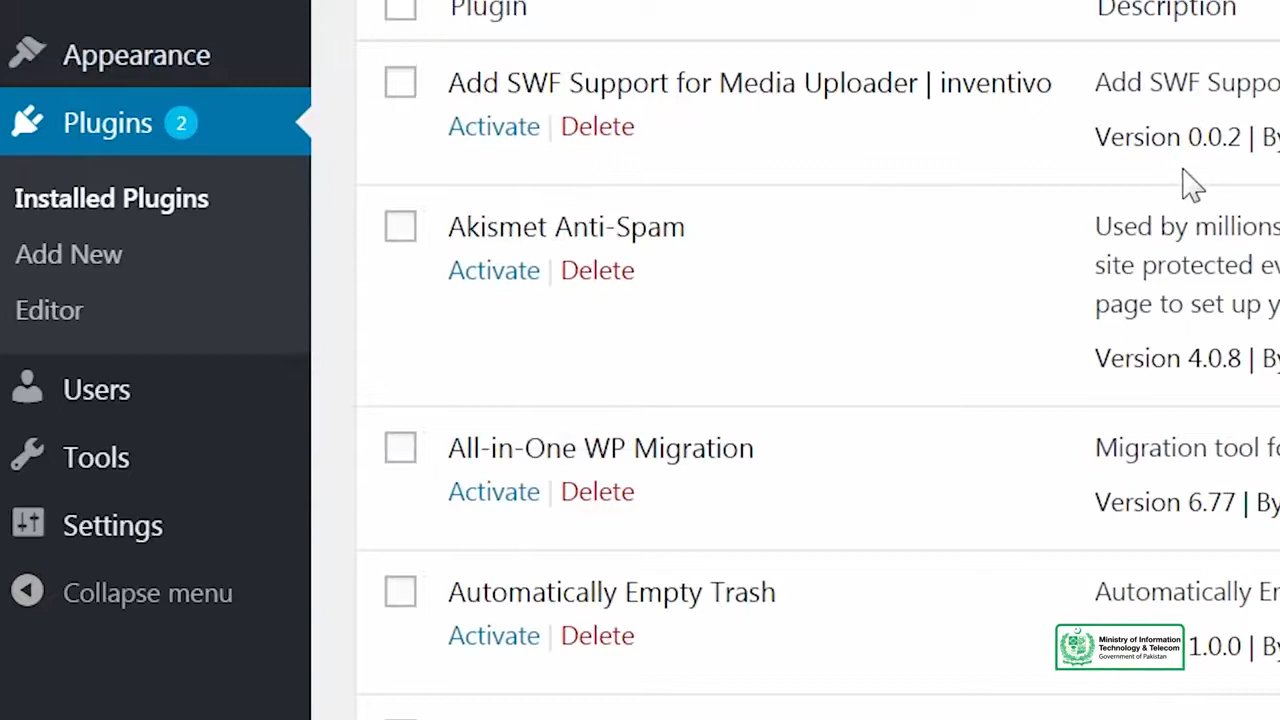 Appearance
Plugins 2
Installed Plugins
Add New
Editor
Users
Tools
Settings
Collapse menu
Plugin Description
Add SWF Support for Media Uploader | inventivo
Activate | Delete
Add SWF Suppo
Version 0.0.2 | By
Akismet Anti-Spam
Activate | Delete
Used by millions
site protected ev
page to set up y
Version 4.0.8 | By
All-in-One WP Migration
Activate | Delete
Migration tool fo
Version 6.77 | By
Automatically Empty Trash
Activate | Delete
Automatically Em
1.0.0 | By
Ministry of Information
Technology & Telecom
Government of Pakistan